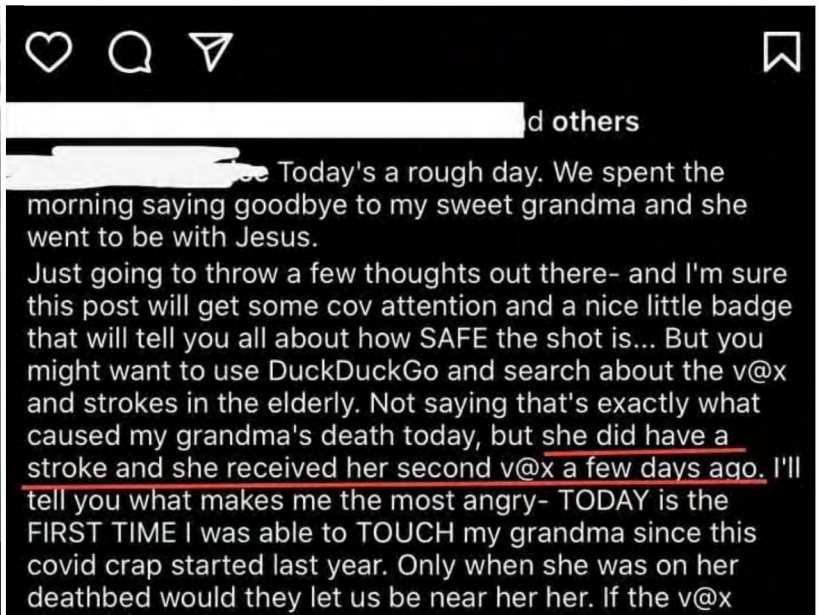 d others
Today's a rough day. We spent the
morning saying goodbye to my sweet grandma and she
went to be with Jesus.
Just going to throw a few thoughts out there- and I'm sure
this post will get some cov attention and a nice little badge
that will tell you all about how SAFE the shot is... But you
might want to use DuckDuckGo and search about the v@x
and strokes in the elderly. Not saying that's exactly what
caused my grandma's death today, but she did have a
stroke and she received her second v@x a few days ago. I'll
tell you what makes me the most angry- TODAY is the
FIRST TIME I was able to TOUCH my grandma since this
covid crap started last year. Only when she was on her
deathbed would they let us be near her her. If the v@x